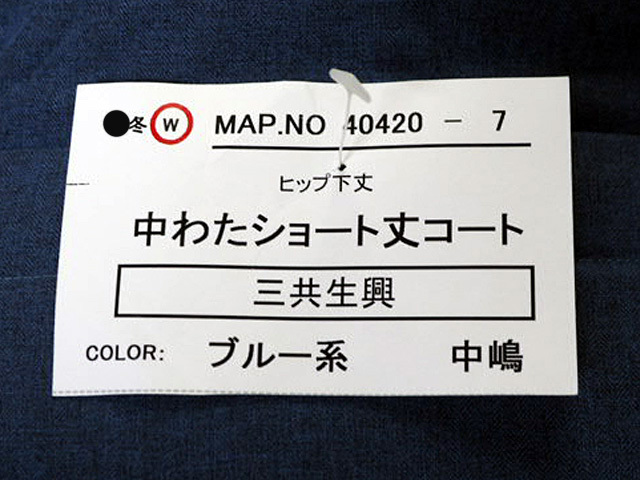 冬 W MAP.NO 40420 - 7
ヒップ下丈
中わたショート丈コート
三共生興
COLOR: ブルー系 中嶋